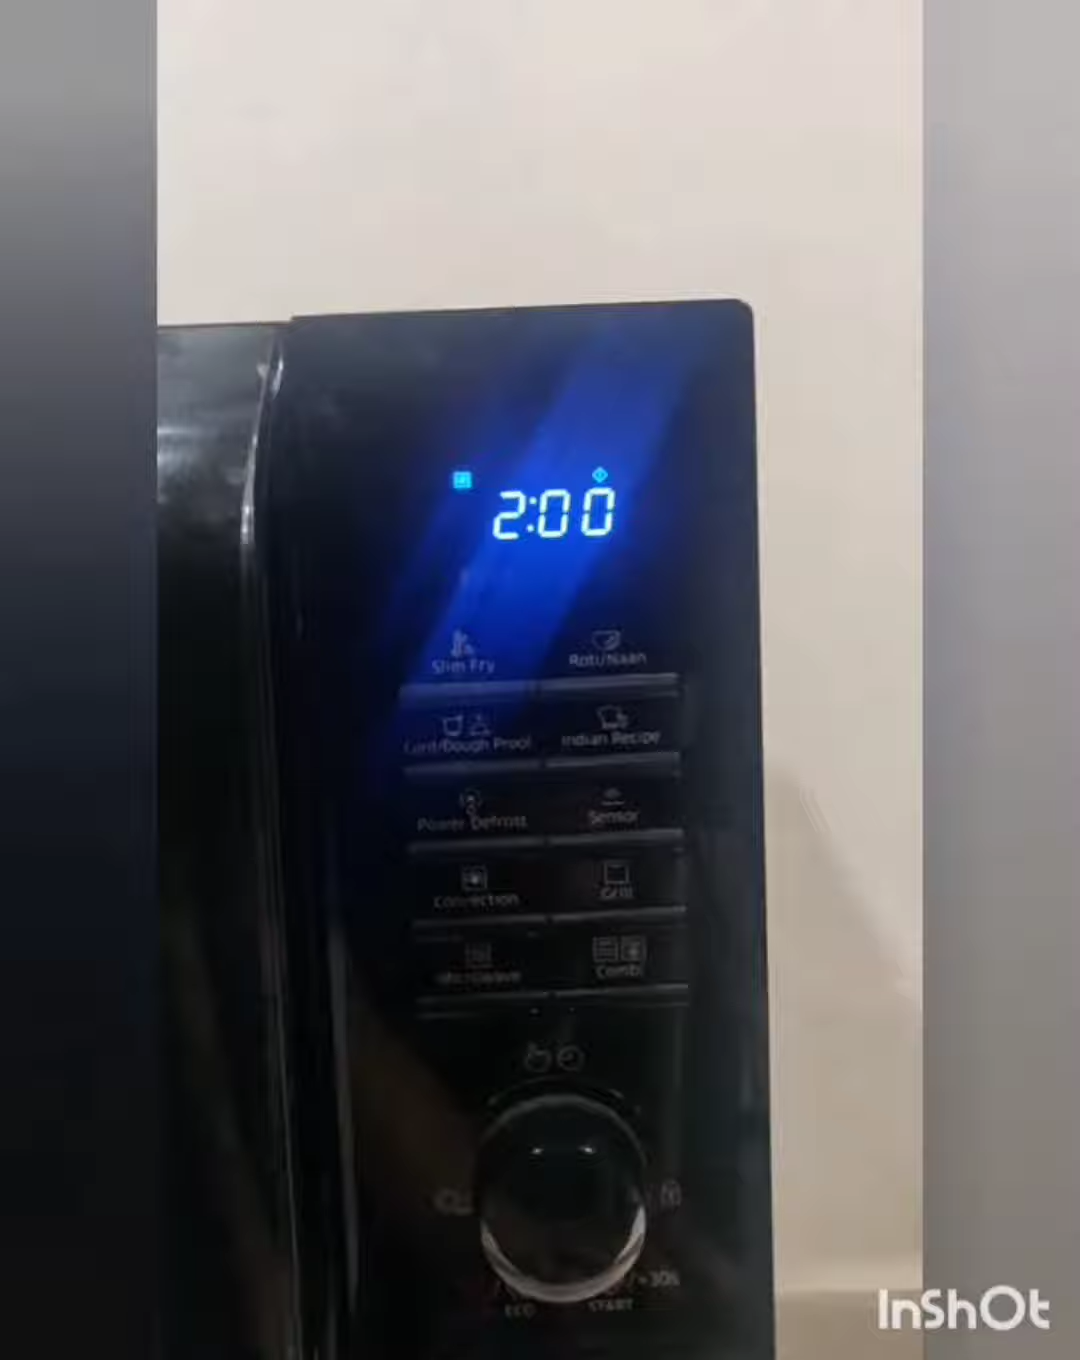 2:00
Slim Fry
Roti/Naan
Curd/Dough Proof
Indian Recipe
Power Defrost
Sensor
Convection
Grill
Microwave
Combi
+30s
ECO
START
InShOt